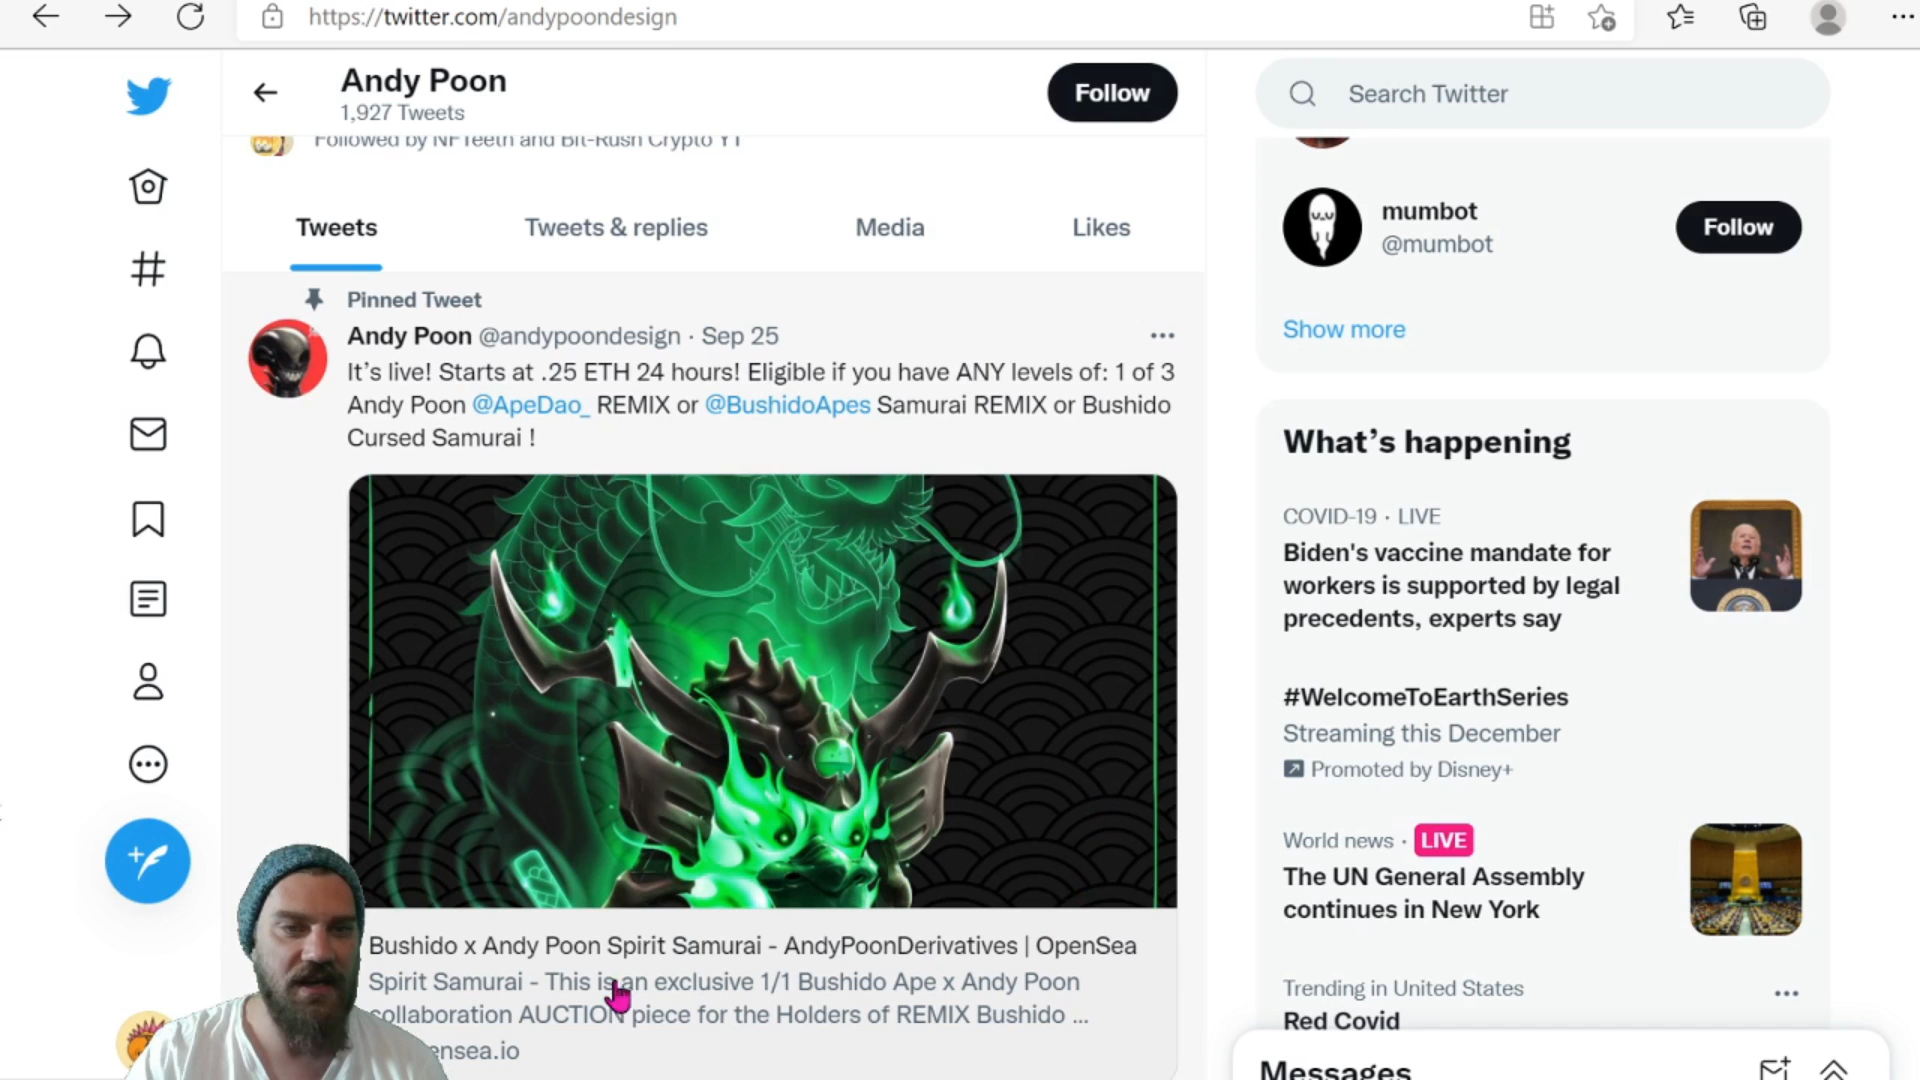 https://twitter.com/andypoondesign
Andy Poon
1,927 Tweets
Follow
Followed by NFTeeth and Bit-Rush Crypto YT
Tweets
Tweets & replies
Media
Likes
Pinned Tweet
Andy Poon @andypoondesign · Sep 25
It's live! Starts at .25 ETH 24 hours! Eligible if you have ANY levels of: 1 of 3
Andy Poon @ApeDao_ REMIX or @BushidoApes Samurai REMIX or Bushido
Cursed Samurai !
Bushido x Andy Poon Spirit Samurai - AndyPoonDerivatives | OpenSea
Spirit Samurai - This is an exclusive 1/1 Bushido Ape x Andy Poon
collaboration AUCTION piece for the Holders of REMIX Bushido ...
ensea.io
Search Twitter
mumbot
@mumbot
Follow
Show more
What's happening
COVID-19 · LIVE
Biden's vaccine mandate for
workers is supported by legal
precedents, experts say
#WelcomeToEarthSeries
Streaming this December
Promoted by Disney+
World news · LIVE
The UN General Assembly
continues in New York
Trending in United States
Red Covid
Messages